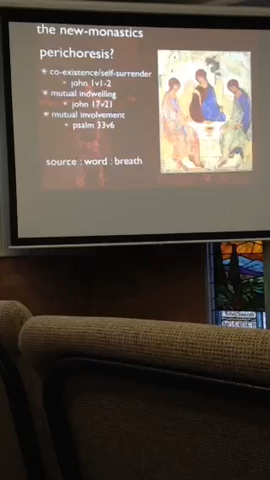 the new-monastics
perichoresis?
co-existence/self-surrender
john 1v1-2
mutual indwelling
john 17v21
mutual involvement
psalm 33v6
source : word : breath